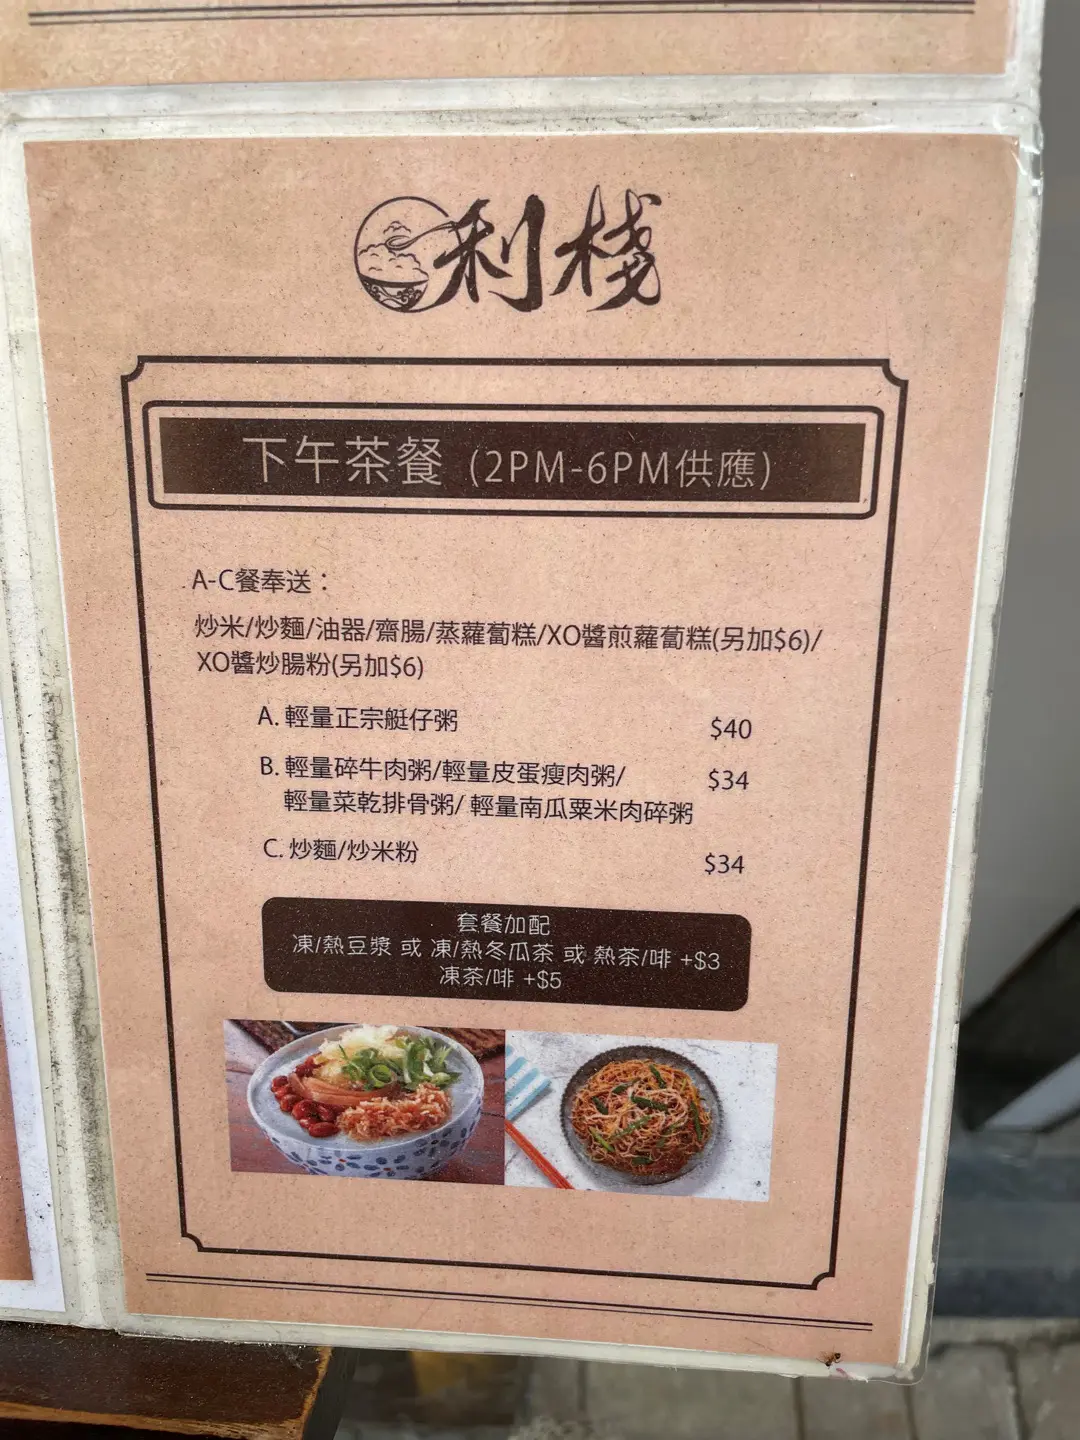 利棧
下午茶餐 (2PM-6PM供應)
A-C餐奉送：
炒米/炒麵/油器/齋腸/蒸蘿蔔糕/XO醬煎蘿蔔糕(另加$6)/
XO醬炒腸粉(另加$6)
A. 輕量正宗艇仔粥 $40
B. 輕量碎牛肉粥/輕量皮蛋瘦肉粥/ $34
輕量菜乾排骨粥/ 輕量南瓜粟米肉碎粥
C. 炒麵/炒米粉 $34
套餐加配
凍/熱豆漿 或 凍/熱冬瓜茶 或 熱茶/啡 +$3
凍茶/啡 +$5